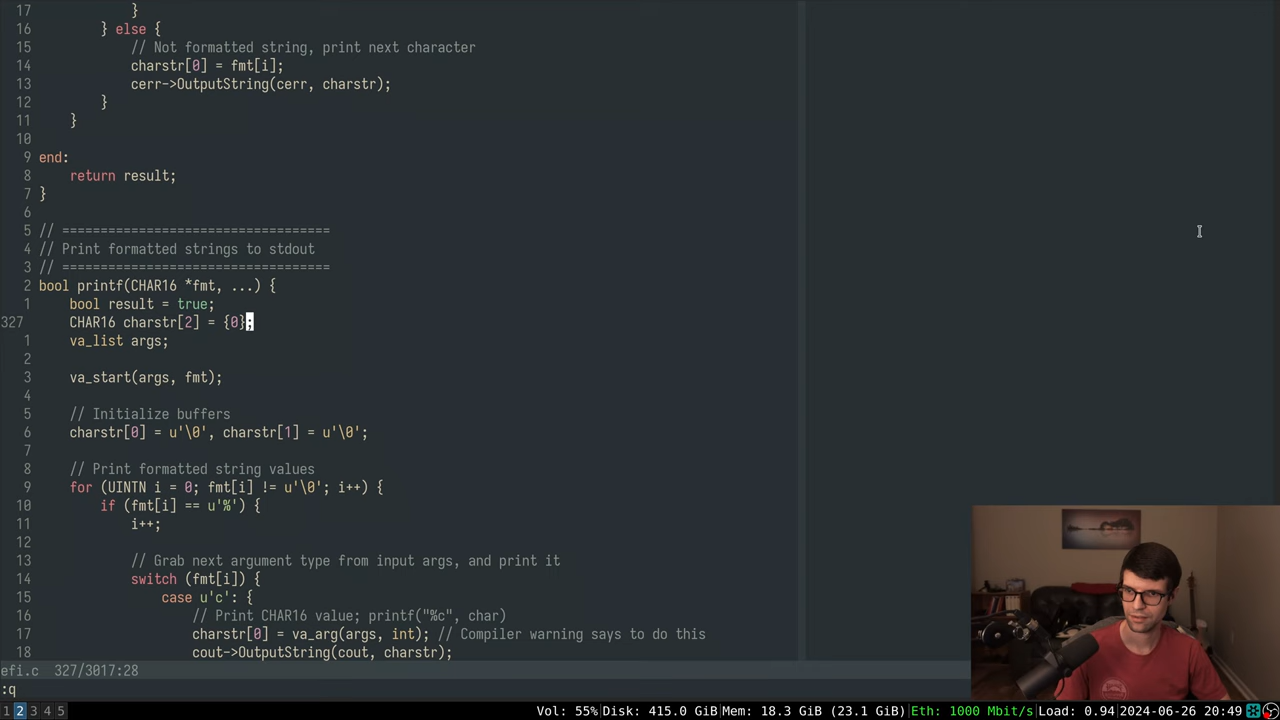 17 }
16 } else {
15 // Not formatted string, print next character
14 charstr[0] = fmt[i];
13 cerr->OutputString(cerr, charstr);
12 }
11 }
10
9 end:
8 return result;
7 }
6
5 // ===================================
4 // Print formatted strings to stdout
3 // ===================================
2 bool printf(CHAR16 *fmt, ...) {
1 bool result = true;
327 CHAR16 charstr[2] = {0};
1 va_list args;
2
3 va_start(args, fmt);
4
5 // Initialize buffers
6 charstr[0] = u'\0', charstr[1] = u'\0';
7
8 // Print formatted string values
9 for (UINTN i = 0; fmt[i] != u'\0'; i++) {
10 if (fmt[i] == u'%') {
11 i++;
12
13 // Grab next argument type from input args, and print it
14 switch (fmt[i]) {
15 case u'c': {
16 // Print CHAR16 value; printf("%c", char)
17 charstr[0] = va_arg(args, int); // Compiler warning says to do this
18 cout->OutputString(cout, charstr);
efi.c 327/3017:28
:q
1 2 3 4 5 Vol: 55% Disk: 415.0 GiB Mem: 18.3 GiB (23.1 GiB) Eth: 1000 Mbit/s Load: 0.94 2024-06-26 20:49